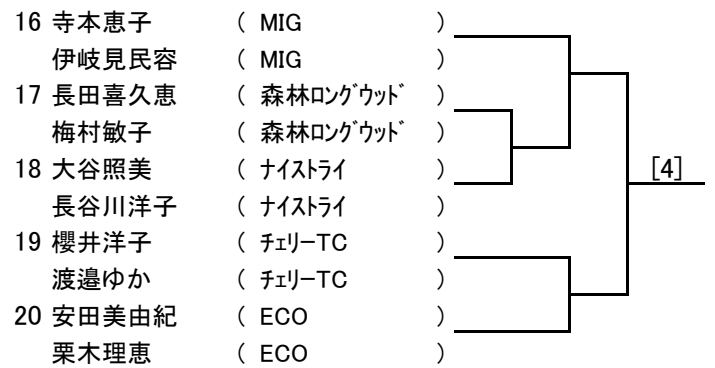 16 寺本恵子 ( MIG )
伊岐見民容 ( MIG )
17 長田喜久恵 ( 森林ロングウッド )
梅村敏子 ( 森林ロングウッド )
18 大谷照美 ( ナイストライ ) [4]
長谷川洋子 ( ナイストライ )
19 櫻井洋子 ( チェリーTC )
渡邉ゆか ( チェリーTC )
20 安田美由紀 ( ECO )
栗木理恵 ( ECO )